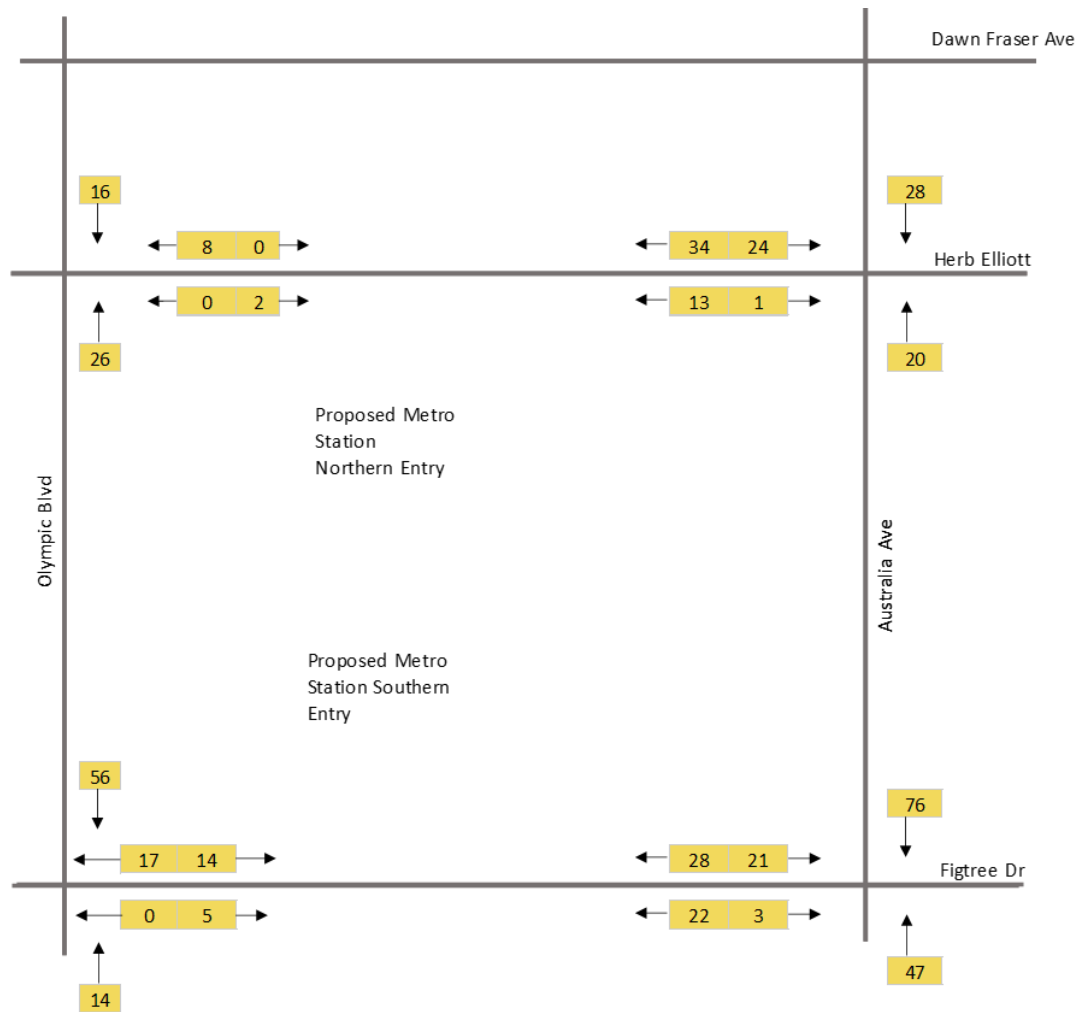 Dawn Fraser Ave
16
28
8 0
34 24
Herb Elliott
0 2
13 1
26
20
Proposed Metro
Station
Northern Entry
Olympic Blvd
Australia Ave
Proposed Metro
Station Southern
Entry
56
76
17 14
28 21
Figtree Dr
0 5
22 3
14
47